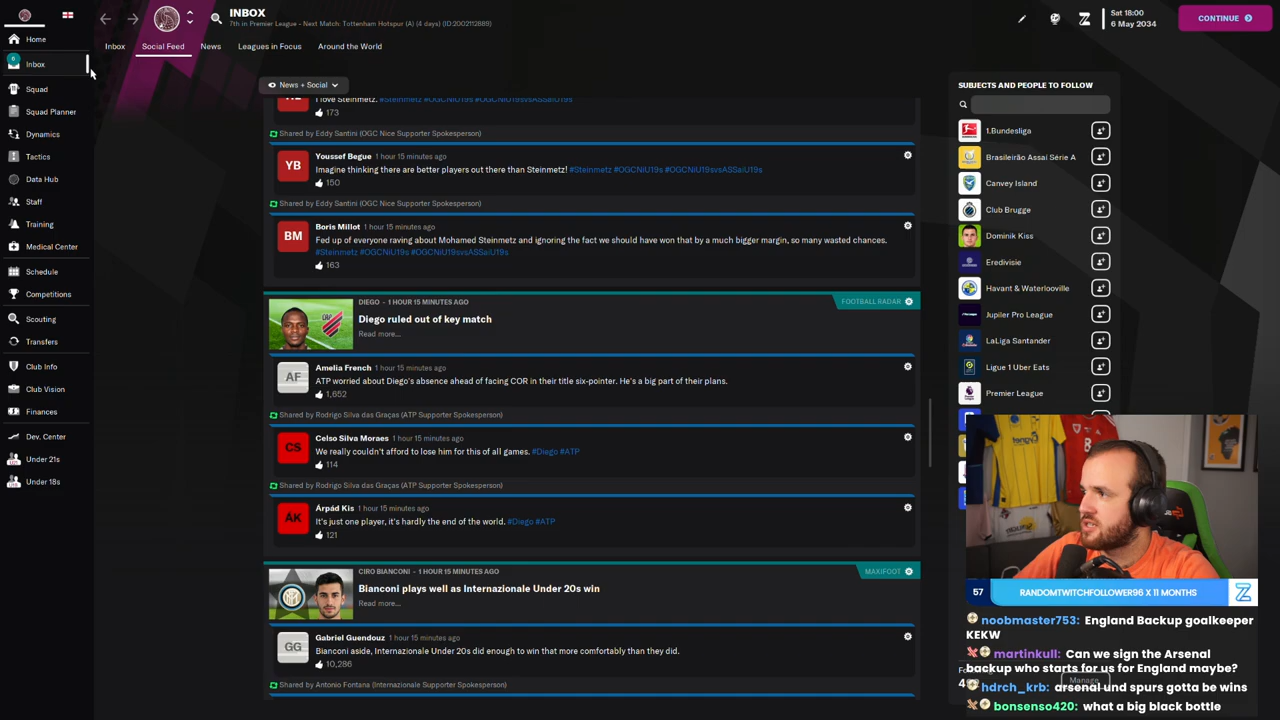 INBOX
7th in Premier League - Next Match: Tottenham Hotspur (A) (4 days) (ID:2002112889)
Sat 18:00
6 May 2034
CONTINUE
Home
Inbox
Squad
Squad Planner
Dynamics
Tactics
Data Hub
Staff
Training
Medical Center
Schedule
Competitions
Scouting
Transfers
Club Info
Club Vision
Finances
Dev. Center
Under 21s
Under 18s
Inbox Social Feed News Leagues in Focus Around the World
News + Social
I love Steinmetz. #Steinmetz #OGCNiU19s #OGCNiU19svsASSaiU19s
173
Shared by Eddy Santini (OGC Nice Supporter Spokesperson)
YB
Youssef Begue 1 hour 15 minutes ago
Imagine thinking there are better players out there than Steinmetz! #Steinmetz #OGCNiU19s #OGCNiU19svsASSaiU19s
150
Shared by Eddy Santini (OGC Nice Supporter Spokesperson)
BM
Boris Millot 1 hour 15 minutes ago
Fed up of everyone raving about Mohamed Steinmetz and ignoring the fact we should have won that by a much bigger margin, so many wasted chances.
#Steinmetz #OGCNiU19s #OGCNiU19svsASSaiU19s
163
DIEGO - 1 HOUR 15 MINUTES AGO
FOOTBALL RADAR
Diego ruled out of key match
Read more...
AF
Amelia French 1 hour 15 minutes ago
ATP worried about Diego's absence ahead of facing COR in their title six-pointer. He's a big part of their plans.
1,652
Shared by Rodrigo Silva das Graças (ATP Supporter Spokesperson)
CS
Celso Silva Moraes 1 hour 15 minutes ago
We really couldn't afford to lose him for this of all games. #Diego #ATP
114
Shared by Rodrigo Silva das Graças (ATP Supporter Spokesperson)
ÁK
Árpád Kis 1 hour 15 minutes ago
It's just one player, it's hardly the end of the world. #Diego #ATP
121
CIRO BIANCONI - 1 HOUR 15 MINUTES AGO
MAXIFOOT
Bianconi plays well as Internazionale Under 20s win
Read more...
GG
Gabriel Guendouz 1 hour 15 minutes ago
Bianconi aside, Internazionale Under 20s did enough to win that more comfortably than they did.
10,286
Shared by Antonio Fontana (Internazionale Supporter Spokesperson)
SUBJECTS AND PEOPLE TO FOLLOW
1.Bundesliga
Brasileirão Assaí Série A
Canvey Island
Club Brugge
Dominik Kiss
Eredivisie
Havant & Waterlooville
Jupiler Pro League
LaLiga Santander
Ligue 1 Uber Eats
Premier League
57 RANDOMTWITCHFOLLOWER96 X 11 MONTHS
noobmaster753: England Backup goalkeeper
KEKW
martinkull: Can we sign the Arsenal
backup who starts for us for England maybe?
Manage
hdrch_krb: arsenal und spurs gotta be wins
bonsenso420: what a big black bottle